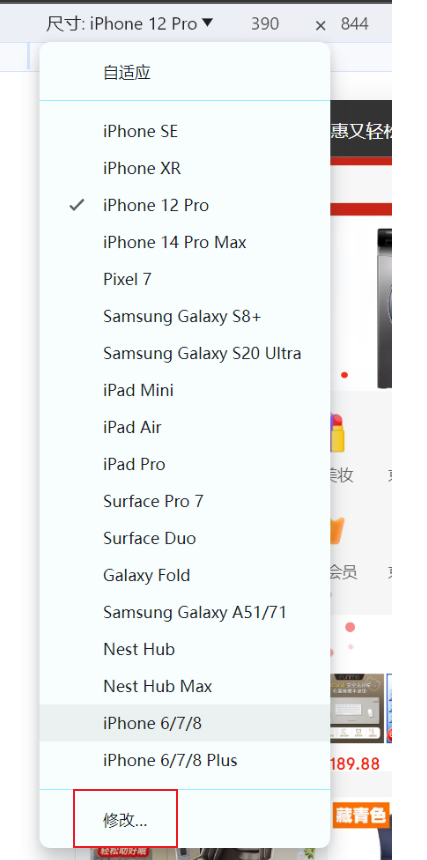 尺寸: iPhone 12 Pro ▼ 390 × 844
自适应
惠又轻松
iPhone SE
iPhone XR
iPhone 12 Pro
iPhone 14 Pro Max
Pixel 7
Samsung Galaxy S8+
Samsung Galaxy S20 Ultra
iPad Mini
iPad Air
iPad Pro
美妆
Surface Pro 7
Surface Duo
Galaxy Fold
会员
Samsung Galaxy A51/71
Nest Hub
Nest Hub Max
iPhone 6/7/8
iPhone 6/7/8 Plus
189.88
修改...
藏青色
轻松助好眠